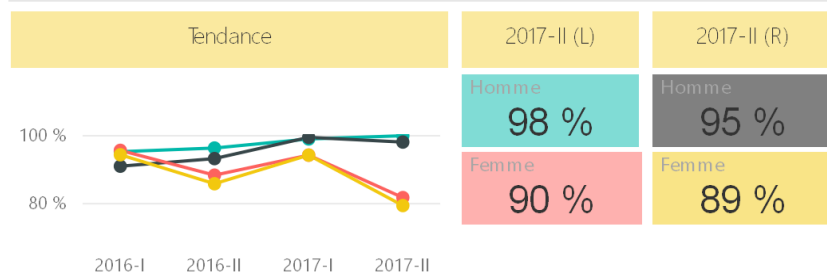 Tendance
2017-II (L)
2017-II (R)
Homme
98 %
Homme
95 %
Femme
90 %
Femme
89 %
100 %
80 %
2016-I 2016-II 2017-I 2017-II